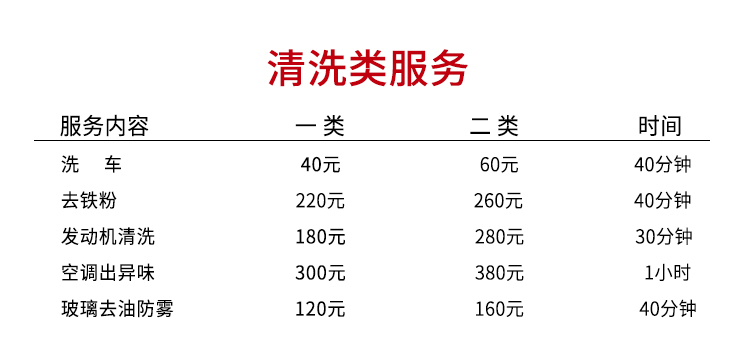 清洗类服务
服务内容 一 类 二 类 时间
洗 车 40元 60元 40分钟
去铁粉 220元 260元 40分钟
发动机清洗 180元 280元 30分钟
空调出异味 300元 380元 1小时
玻璃去油防雾 120元 160元 40分钟